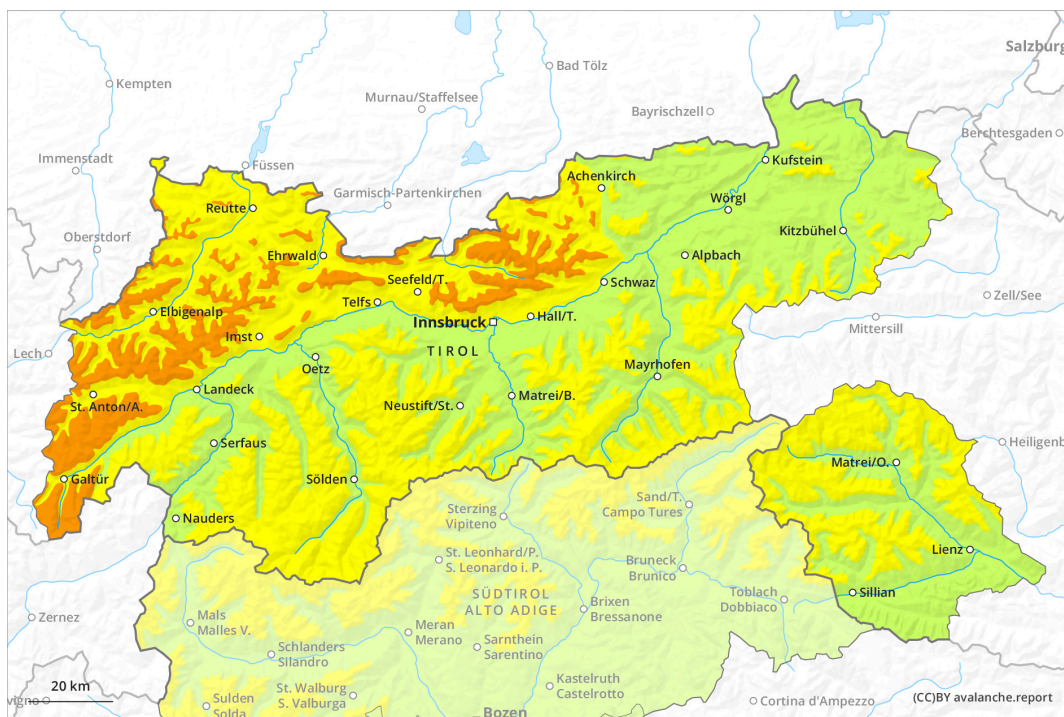 Salzburg
Bad Tölz
Kempten
Murnau/Staffelsee
Bayrischzell
Berchtesgaden
Immenstadt
Füssen
Kufstein
Achenkirch
Garmisch-Partenkirchen
Reutte
Wörgl
Kitzbühel
Oberstdorf
Ehrwald
Alpbach
Seefeld/T.
Schwaz
Zell/See
Telfs
Elbigenalp
Innsbruck
Hall/T.
Mittersill
Imst
Lech
TIROL
Oetz
Mayrhofen
Landeck
Matrei/B.
St. Anton/A.
Neustift/St.
Serfaus
Heiligenb
Matrei/O.
Galtür
Sölden
Sand/T.
Campo Tures
Sterzing
Vipiteno
Nauders
Lienz
St. Leonhard/P.
S. Leonardo i. P.
Bruneck
Brunico
Sillian
SÜDTIROL
ALTO ADIGE
Toblach
Dobbiaco
Brixen
Bressanone
Zernez
Mals
Malles V.
Meran
Merano
Sarnthein
Sarentino
Schlanders
Silandro
20 km
Kastelruth
Castelrotto
St. Walburg
S. Valburga
(CC)BY avalanche.report
Cortina d'Ampezzo
vigno
Sulden
Solda
Bozen